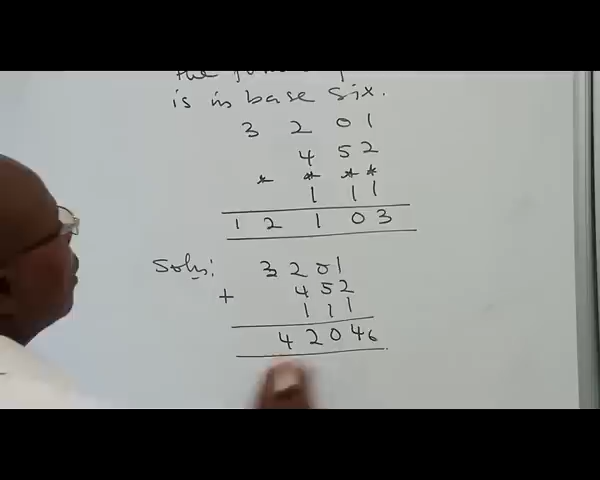 is in base six.
3 2 0 1
4 5 2
* * * *
1 1 1
1 2 1 0 3
Soln:
3 2 0 1
+ 4 5 2
1 1 1
4 2 0 4 6